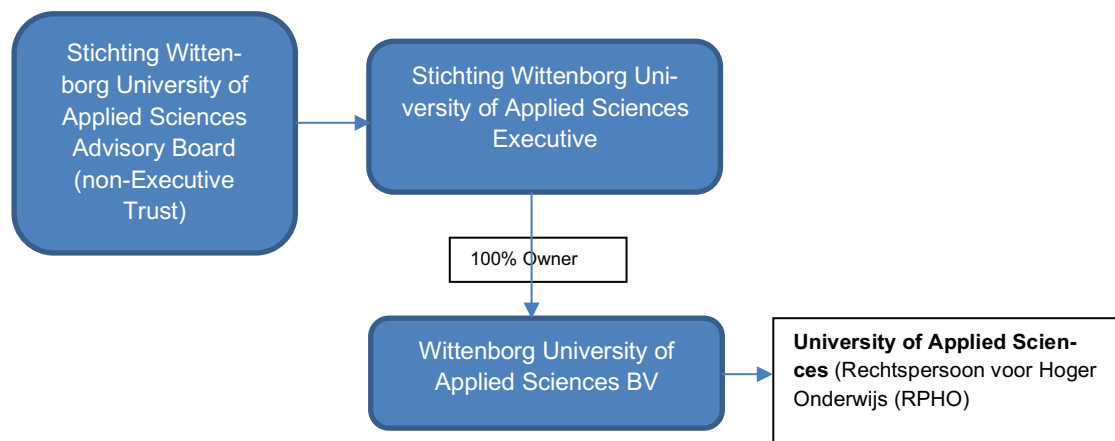 Stichting Witten-
borg University of
Applied Sciences
Advisory Board
(non-Executive
Trust)
Stichting Wittenborg Uni-
versity of Applied Sciences
Executive
100% Owner
Wittenborg University of
Applied Sciences BV
University of Applied Scien-
ces (Rechtspersoon voor Hoger
Onderwijs (RPHO)